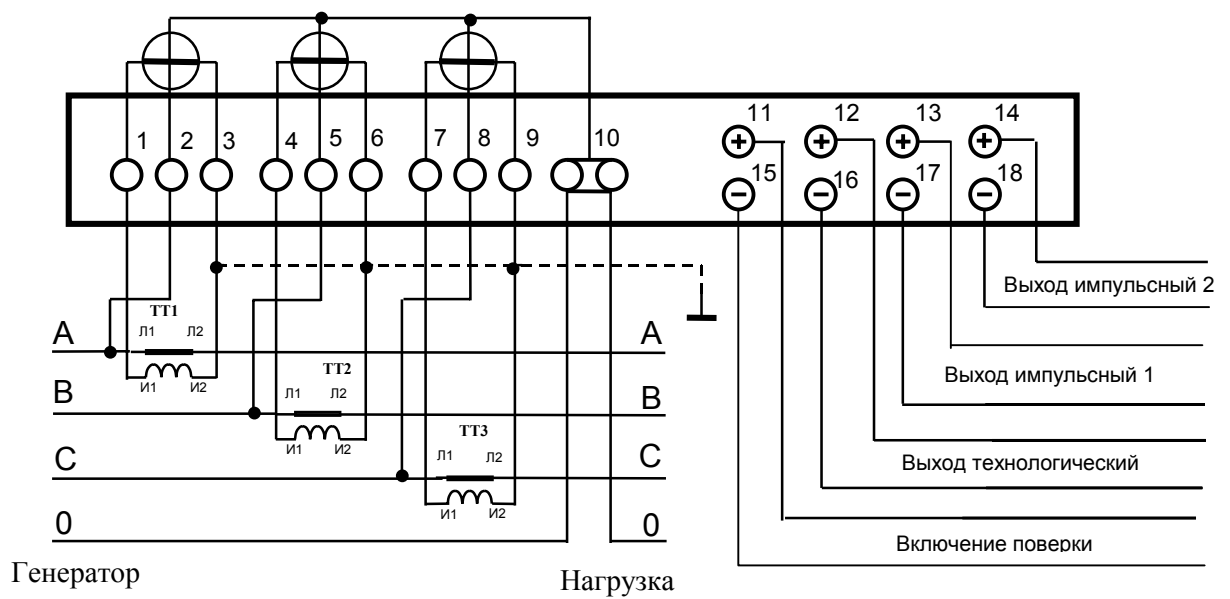 1 2 3 4 5 6 7 8 9 10
11 12 13 14
+ + + +
15 16 17 18
− − − −
Выход импульсный 2
ТТ1
Л1 Л2
А А
И1 И2
Выход импульсный 1
ТТ2
Л1 Л2
В В
И1 И2
ТТ3
Л1 Л2
С С
Выход технологический
И1 И2
0 0
Включение поверки
Генератор
Нагрузка